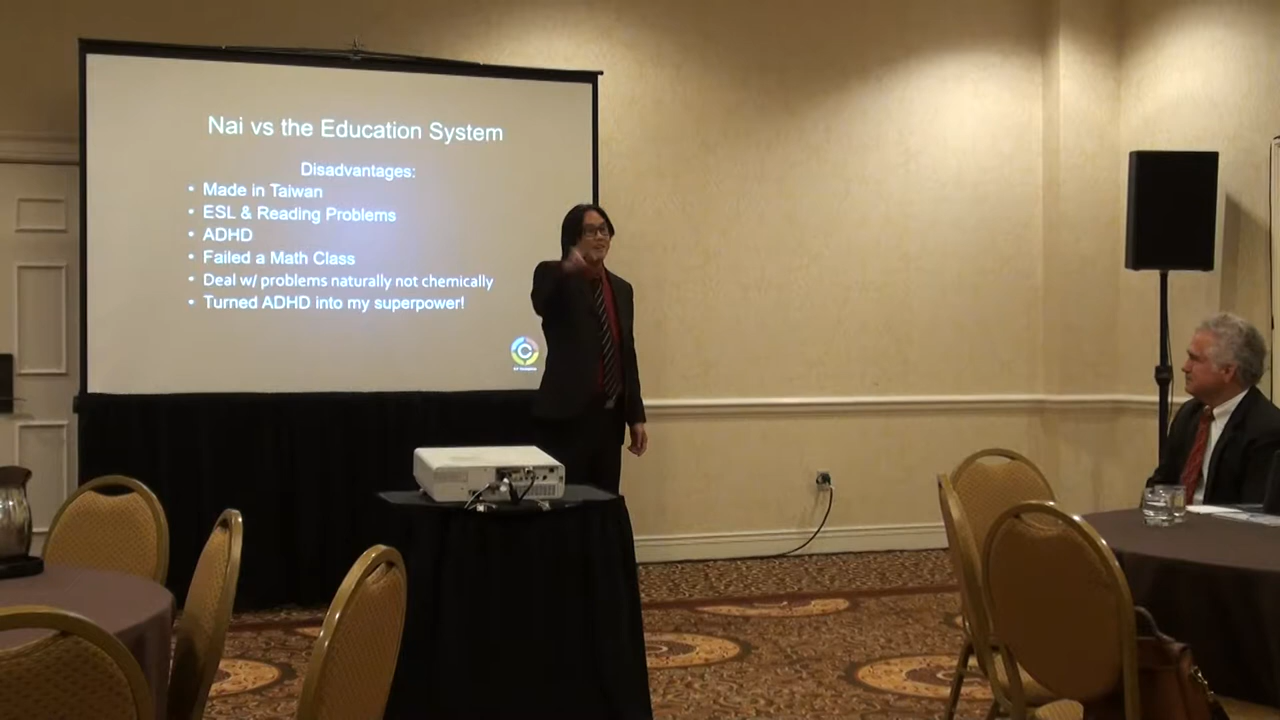 Nai vs the Education System
Disadvantages:
• Made in Taiwan
• ESL & Reading Problems
• ADHD
• Failed a Math Class
• Deal w/ problems naturally not chemically
• Turned ADHD into my superpower!
C